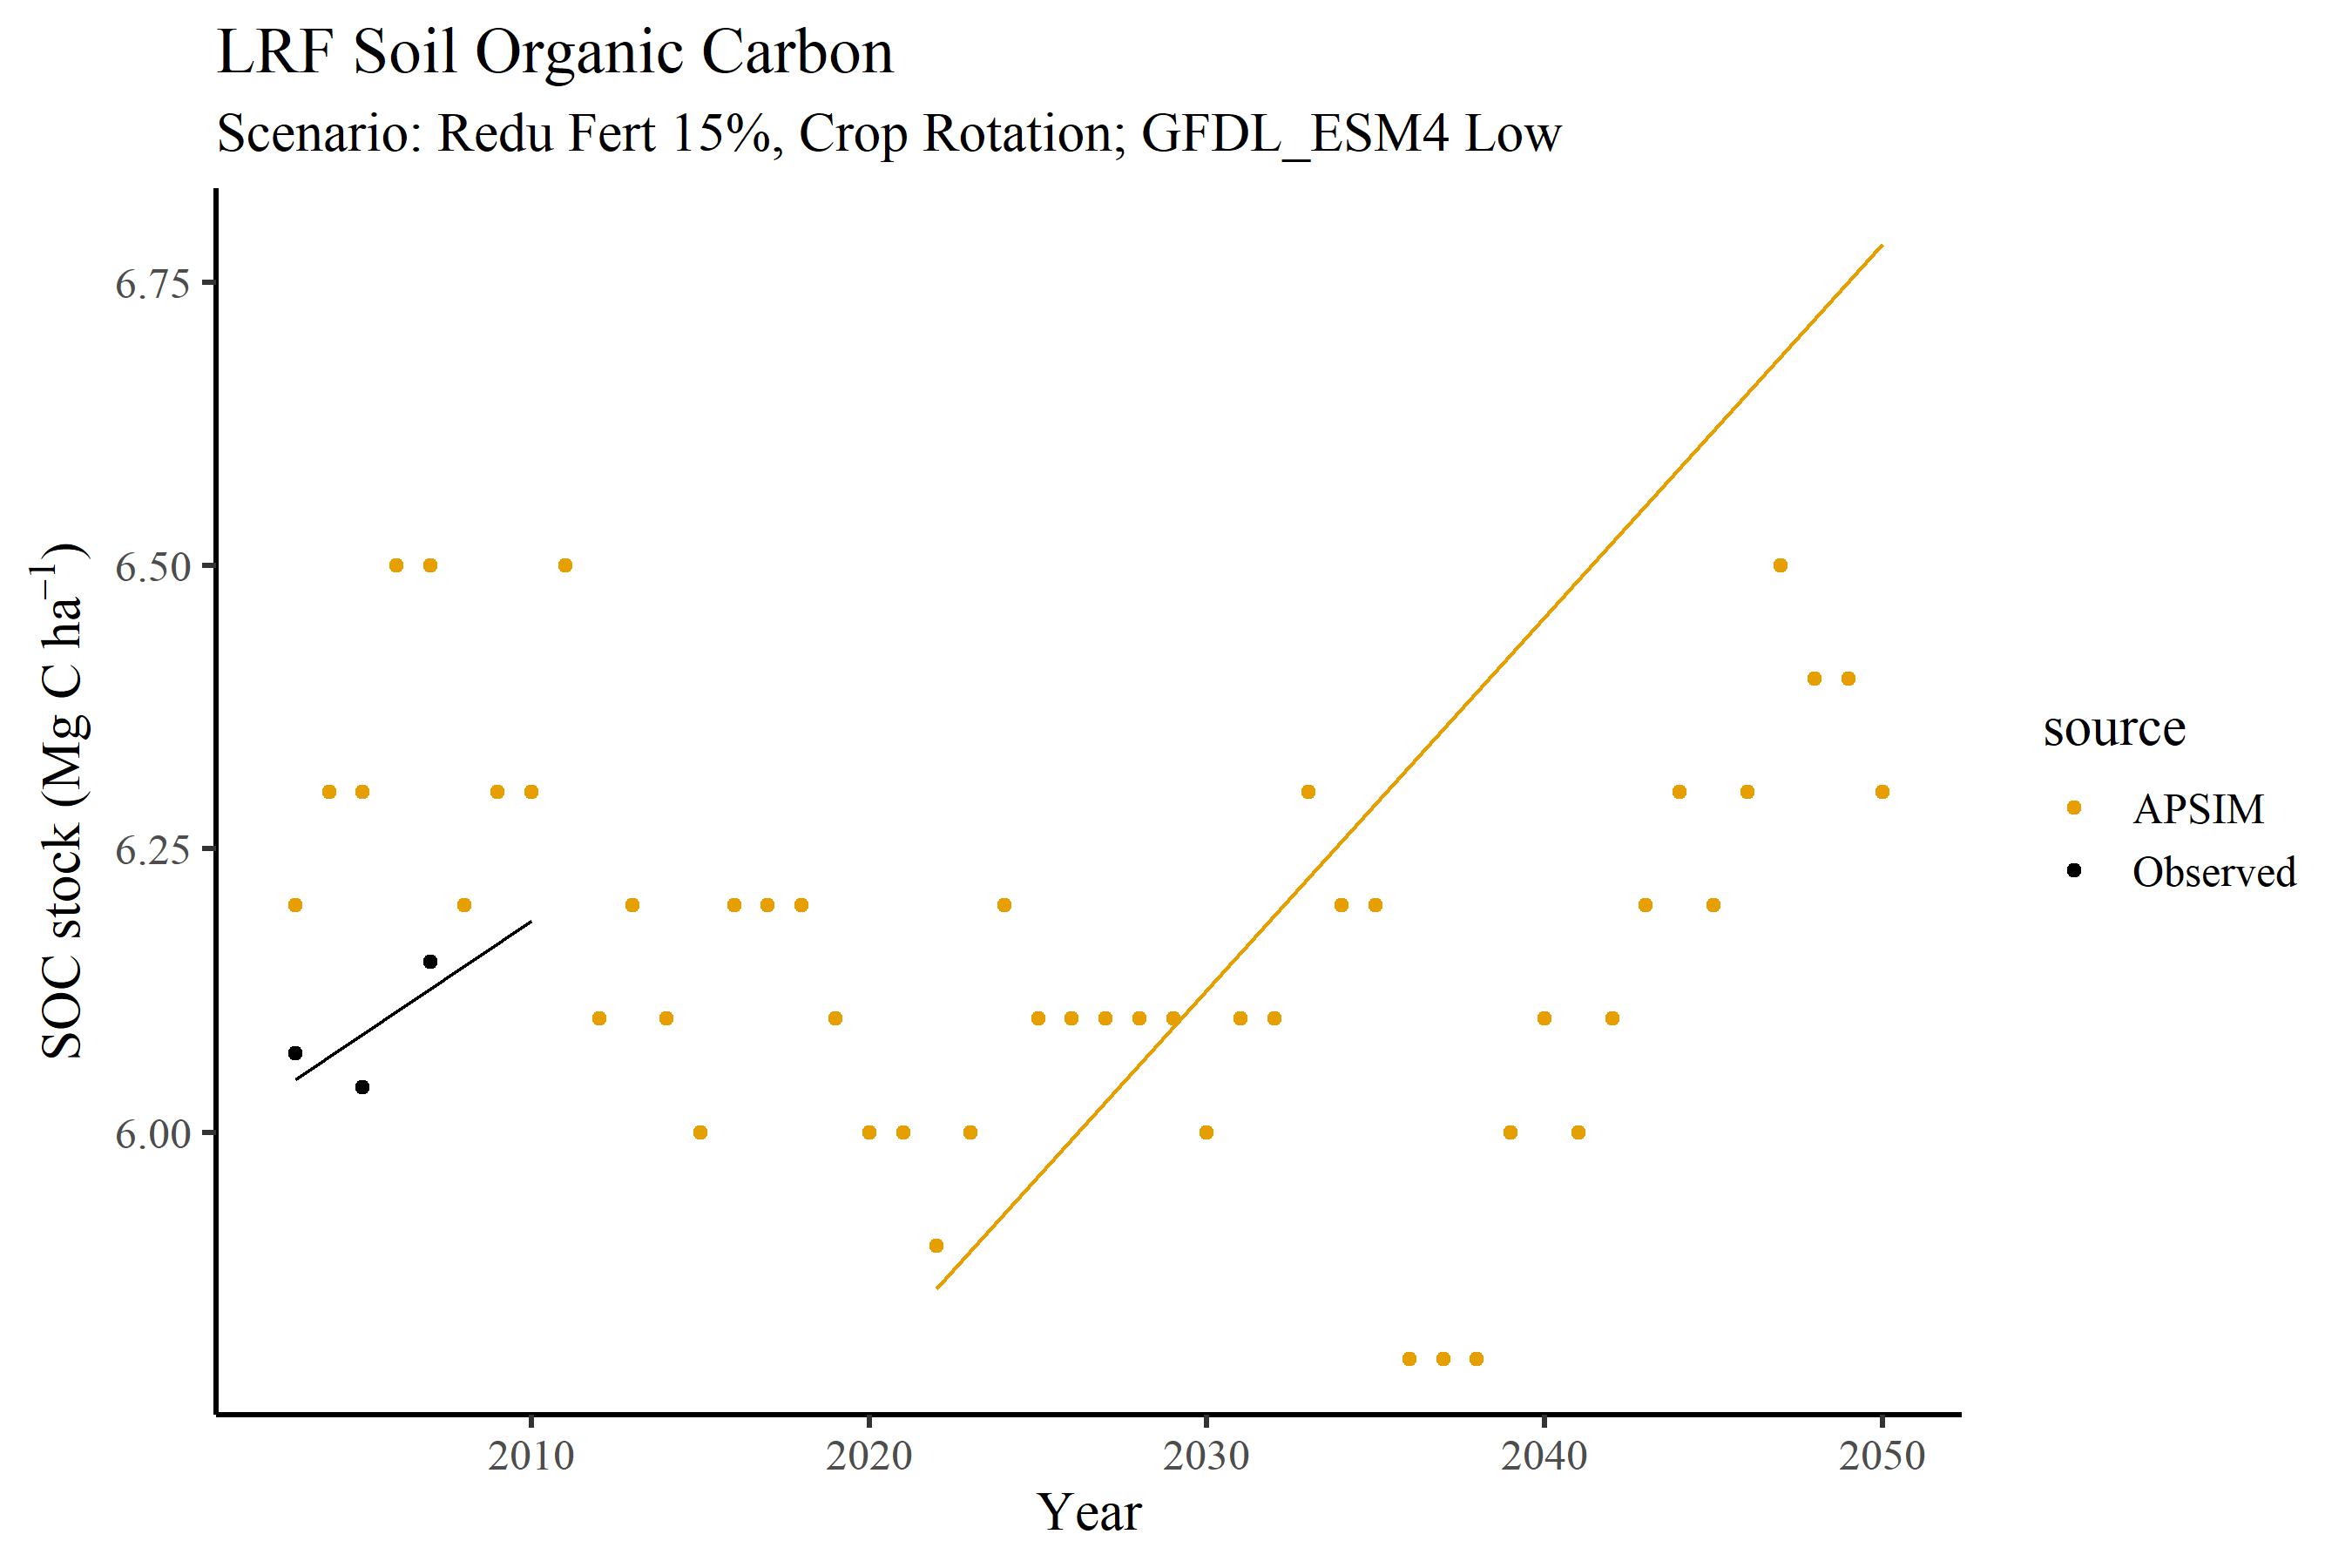 LRF Soil Organic Carbon
Scenario: Redu Fert 15%, Crop Rotation; GFDL_ESM4 Low
SOC stock (Mg C ha⁻¹)
6.75
6.50
6.25
6.00
2010
2020
2030
2040
2050
Year
source
APSIM
Observed